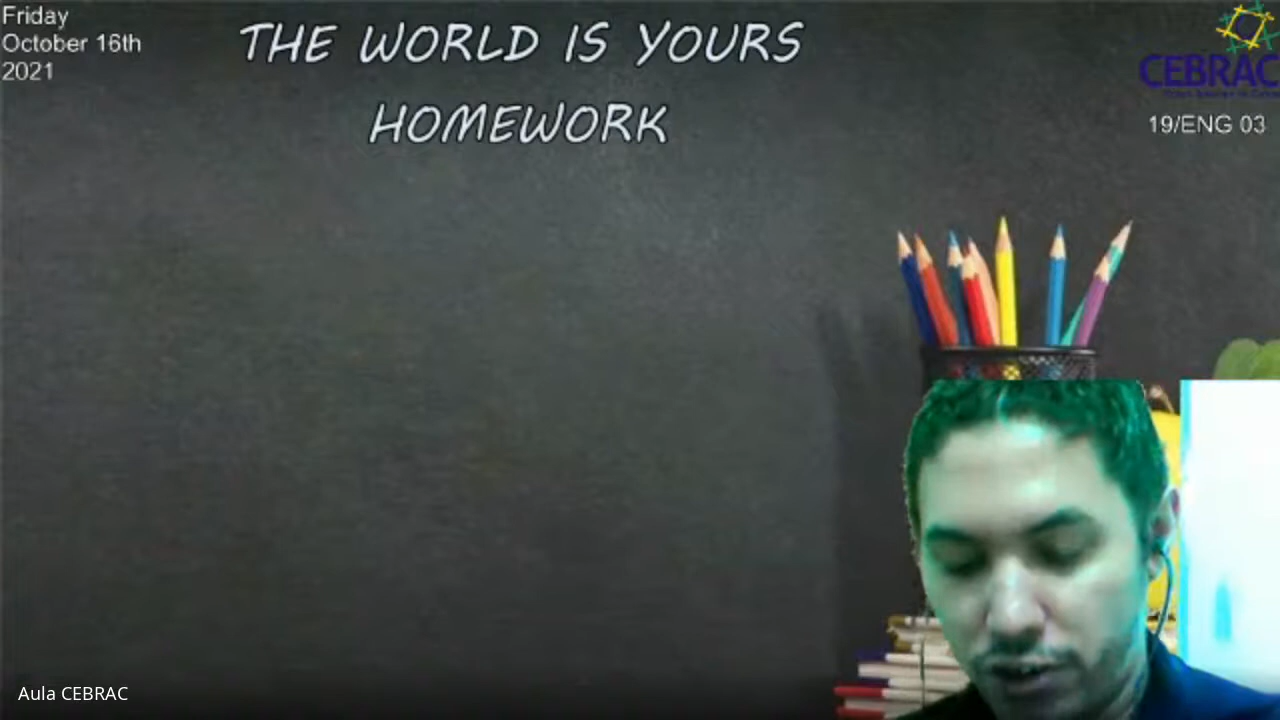 Friday
October 16th
2021
THE WORLD IS YOURS
HOMEWORK
CEBRAC
19/ENG 03
Aula CEBRAC